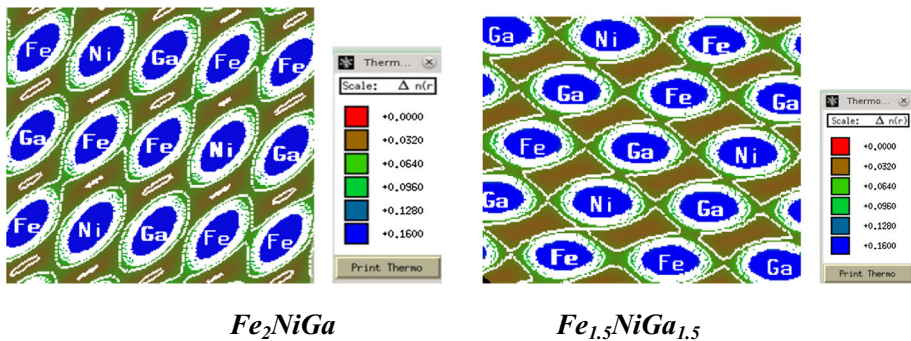 Fe Ni Ga Fe Fe
Ga Fe Fe Ni Ga
Fe Ni Ga Fe Fe
Therm...
Scale: Δ n(r
+0.0000
+0.0320
+0.0640
+0.0960
+0.1280
+0.1600
Print Thermo
Ga Ni Fe
Ga Fe Ga
Fe Ga Ni
Ni Ga
Fe Fe Ga
Thermo...
Scale: Δ n(r)
+0.0000
+0.0320
+0.0640
+0.0960
+0.1280
+0.1600
Print Thermo
Fe₂NiGa
Fe₁.₅NiGa₁.₅